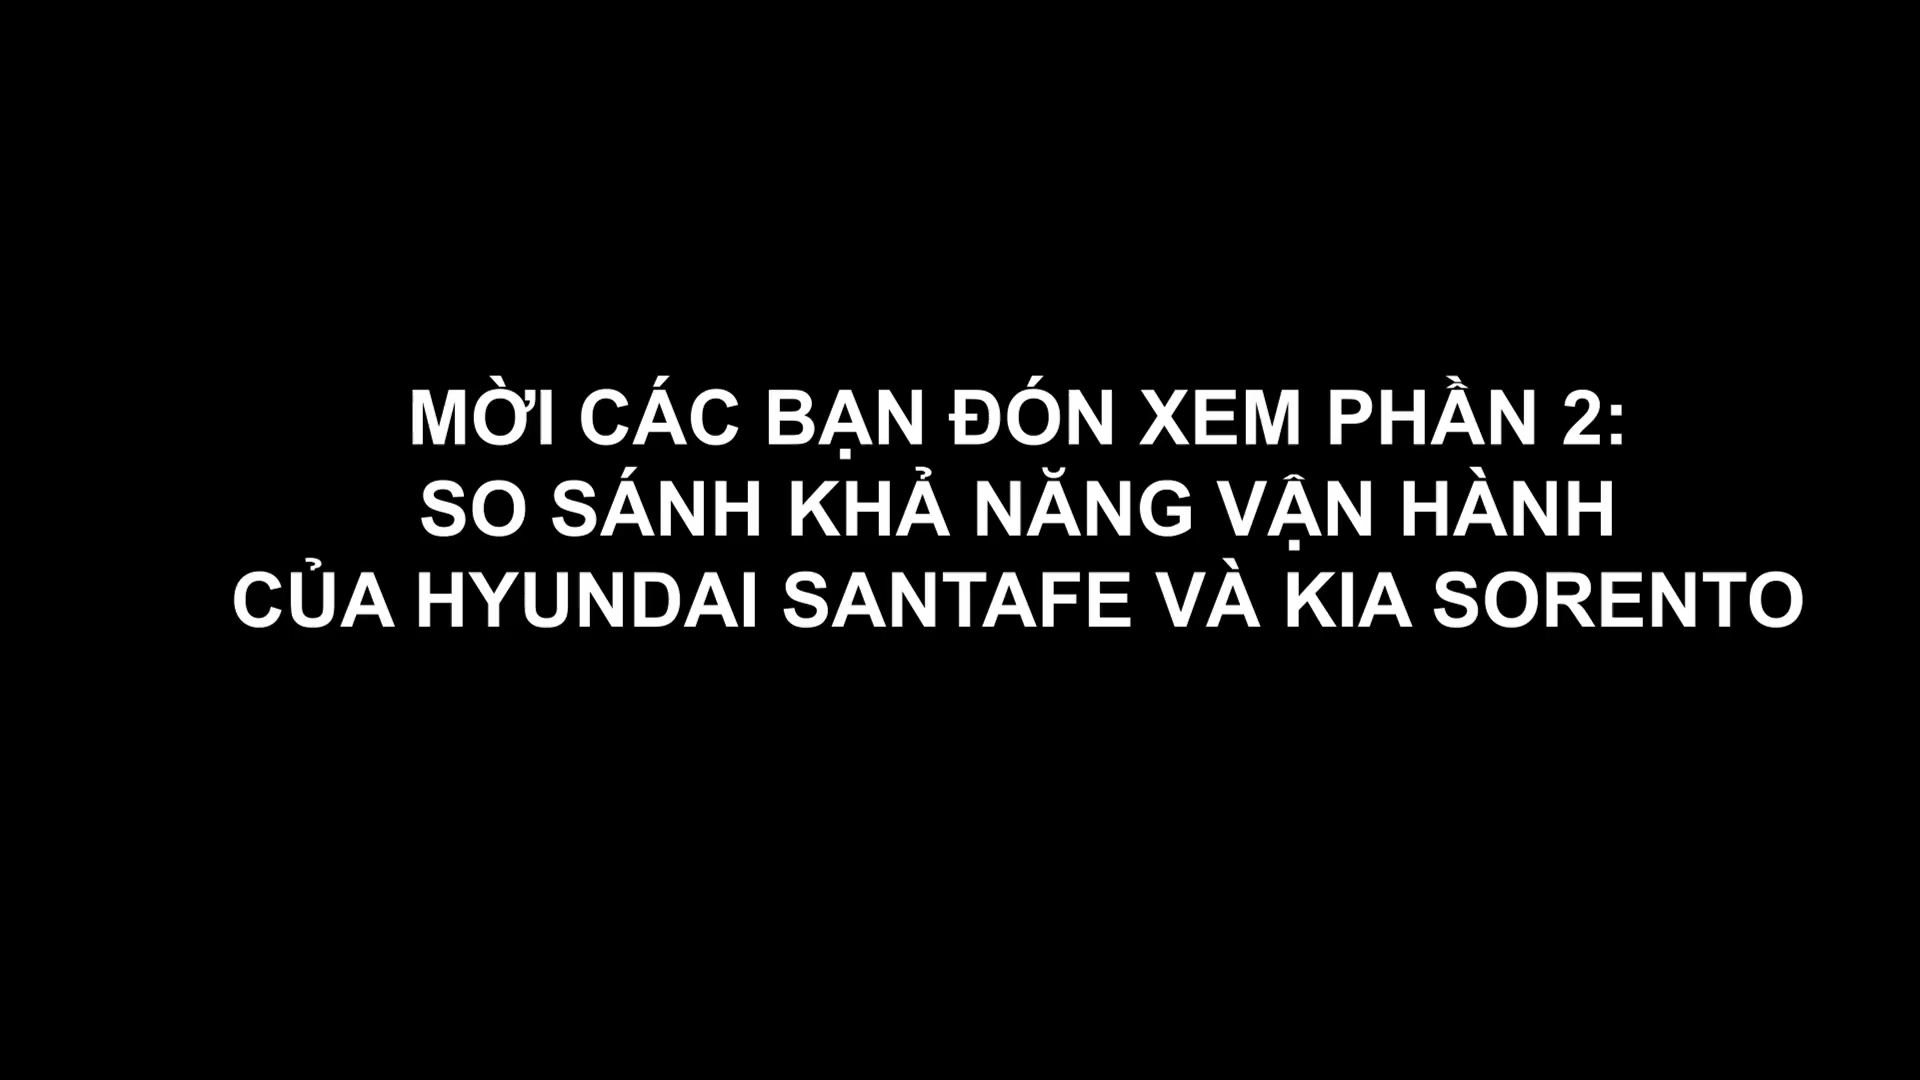 MỜI CÁC BẠN ĐÓN XEM PHẦN 2:
SO SÁNH KHẢ NĂNG VẬN HÀNH
CỦA HYUNDAI SANTAFE VÀ KIA SORENTO